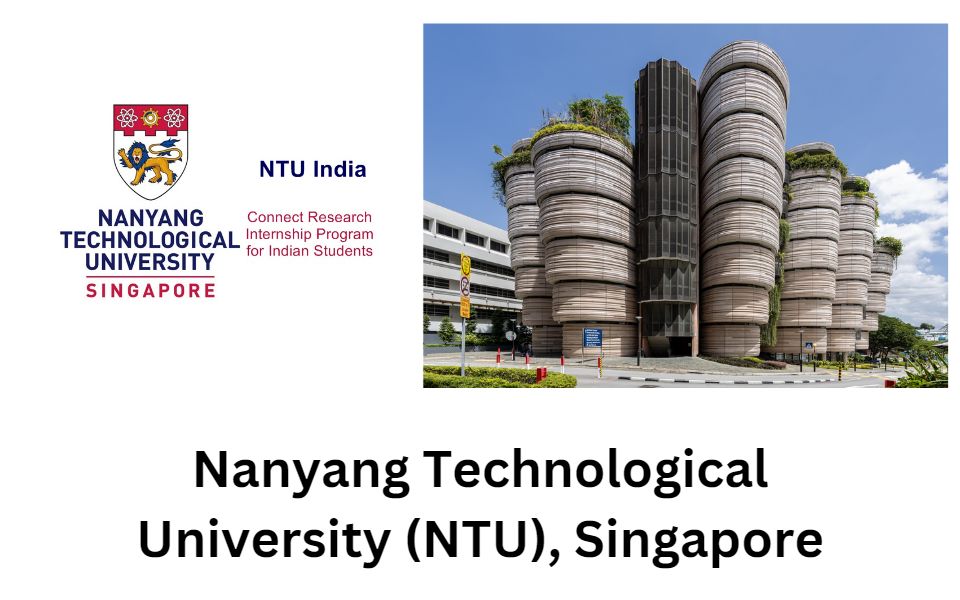 NANYANG
TECHNOLOGICAL
UNIVERSITY
SINGAPORE
NTU India
Connect Research
Internship Program
for Indian Students
Nanyang Technological
University (NTU), Singapore